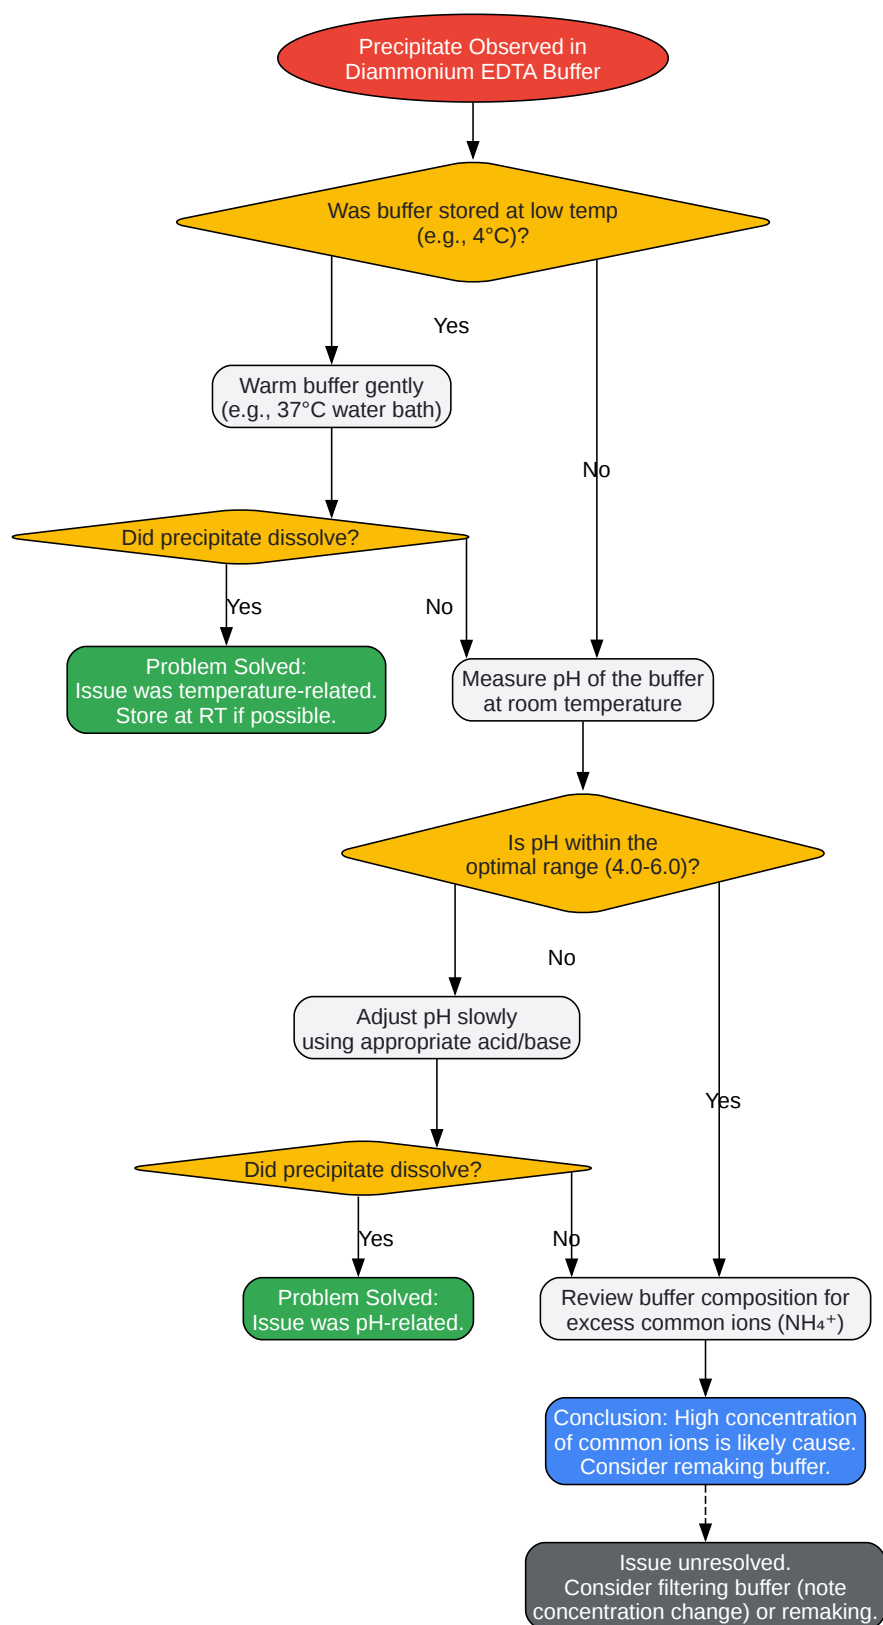 Precipitate Observed in
Diammonium EDTA Buffer
Was buffer stored at low temp
(e.g., 4°C)?
Yes
Warm buffer gently
(e.g., 37°C water bath)
No
Did precipitate dissolve?
Yes
No
Problem Solved:
Issue was temperature-related.
Store at RT if possible.
Measure pH of the buffer
at room temperature
Is pH within the
optimal range (4.0-6.0)?
No
Adjust pH slowly
using appropriate acid/base
Yes
Did precipitate dissolve?
Yes
No
Problem Solved:
Issue was pH-related.
Review buffer composition for
excess common ions (NH₄⁺)
Conclusion: High concentration
of common ions is likely cause.
Consider remaking buffer.
Issue unresolved.
Consider filtering buffer (note
concentration change) or remaking.